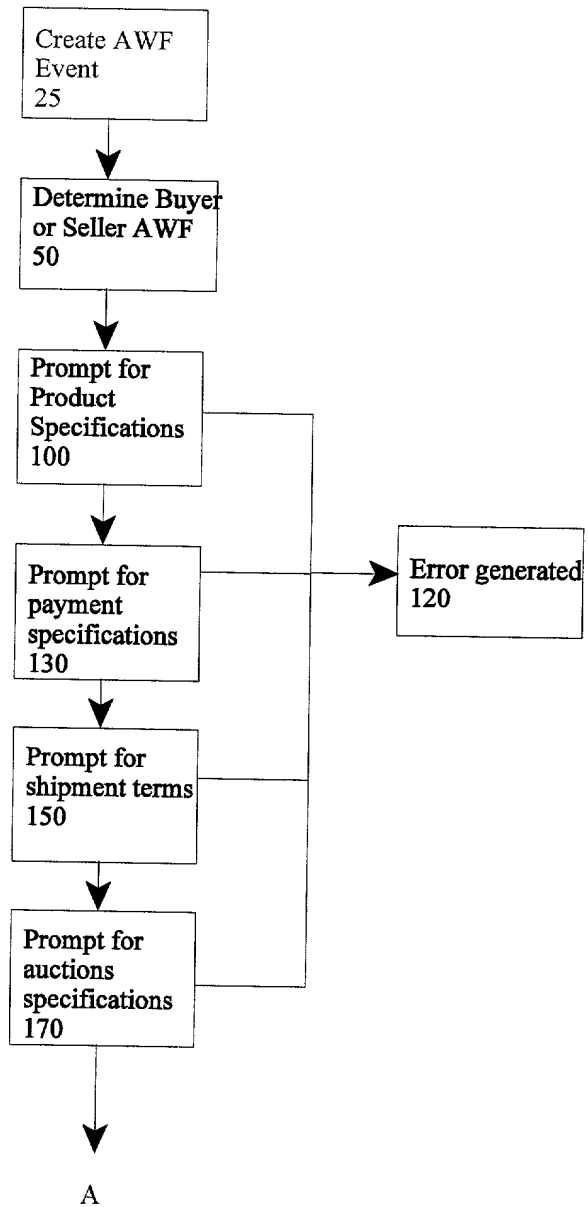 Create AWF
Event
25
Determine Buyer
or Seller AWF
50
Prompt for
Product
Specifications
100
Prompt for
payment
specifications
130
Error generated
120
Prompt for
shipment terms
150
Prompt for
auctions
specifications
170
A